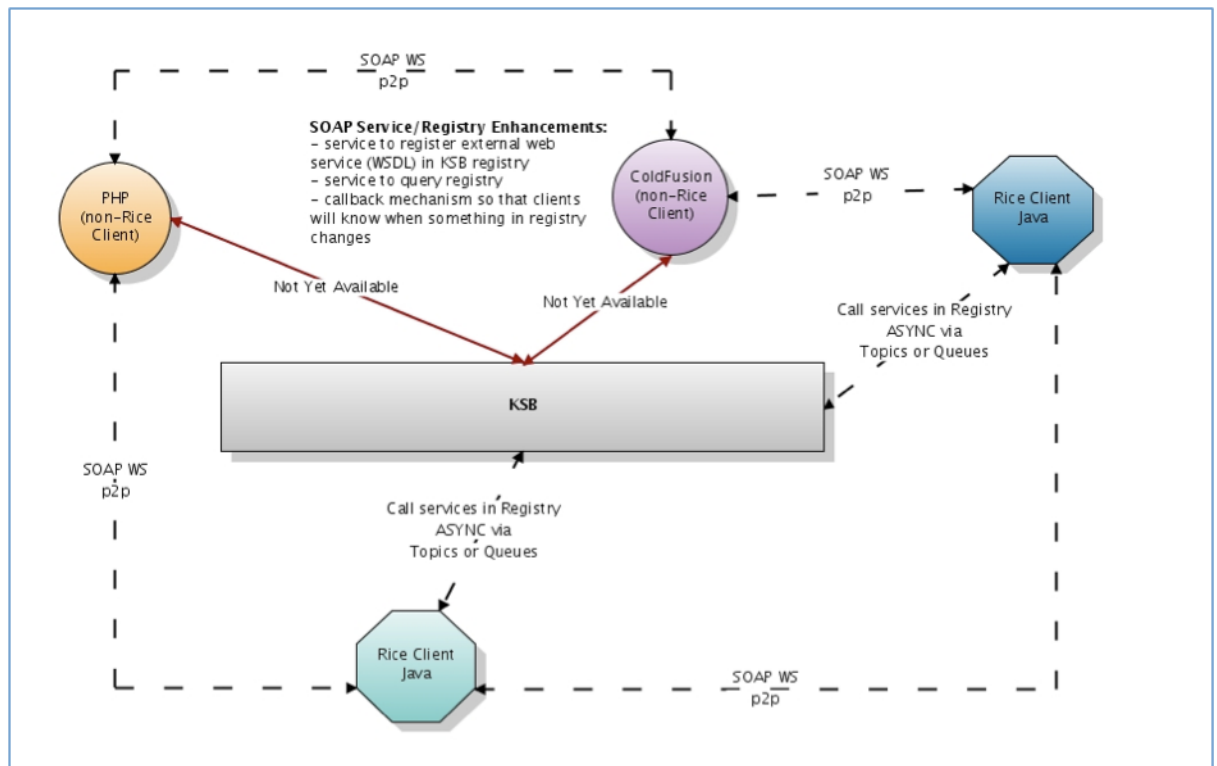 SOAP WS
p2p
SOAP Service/Registry Enhancements:
– service to register external web
service (WSDL) in KSB registry
– service to query registry
– callback mechanism so that clients
will know when something in registry
changes
PHP
(non-Rice
Client)
ColdFusion
(non-Rice
Client)
SOAP WS
p2p
Rice Client
Java
Not Yet Available
Not Yet Available
Call services in Registry
ASYNC via
Topics or Queues
KSB
SOAP WS
p2p
Call services in Registry
ASYNC via
Topics or Queues
Rice Client
Java
SOAP WS
p2p